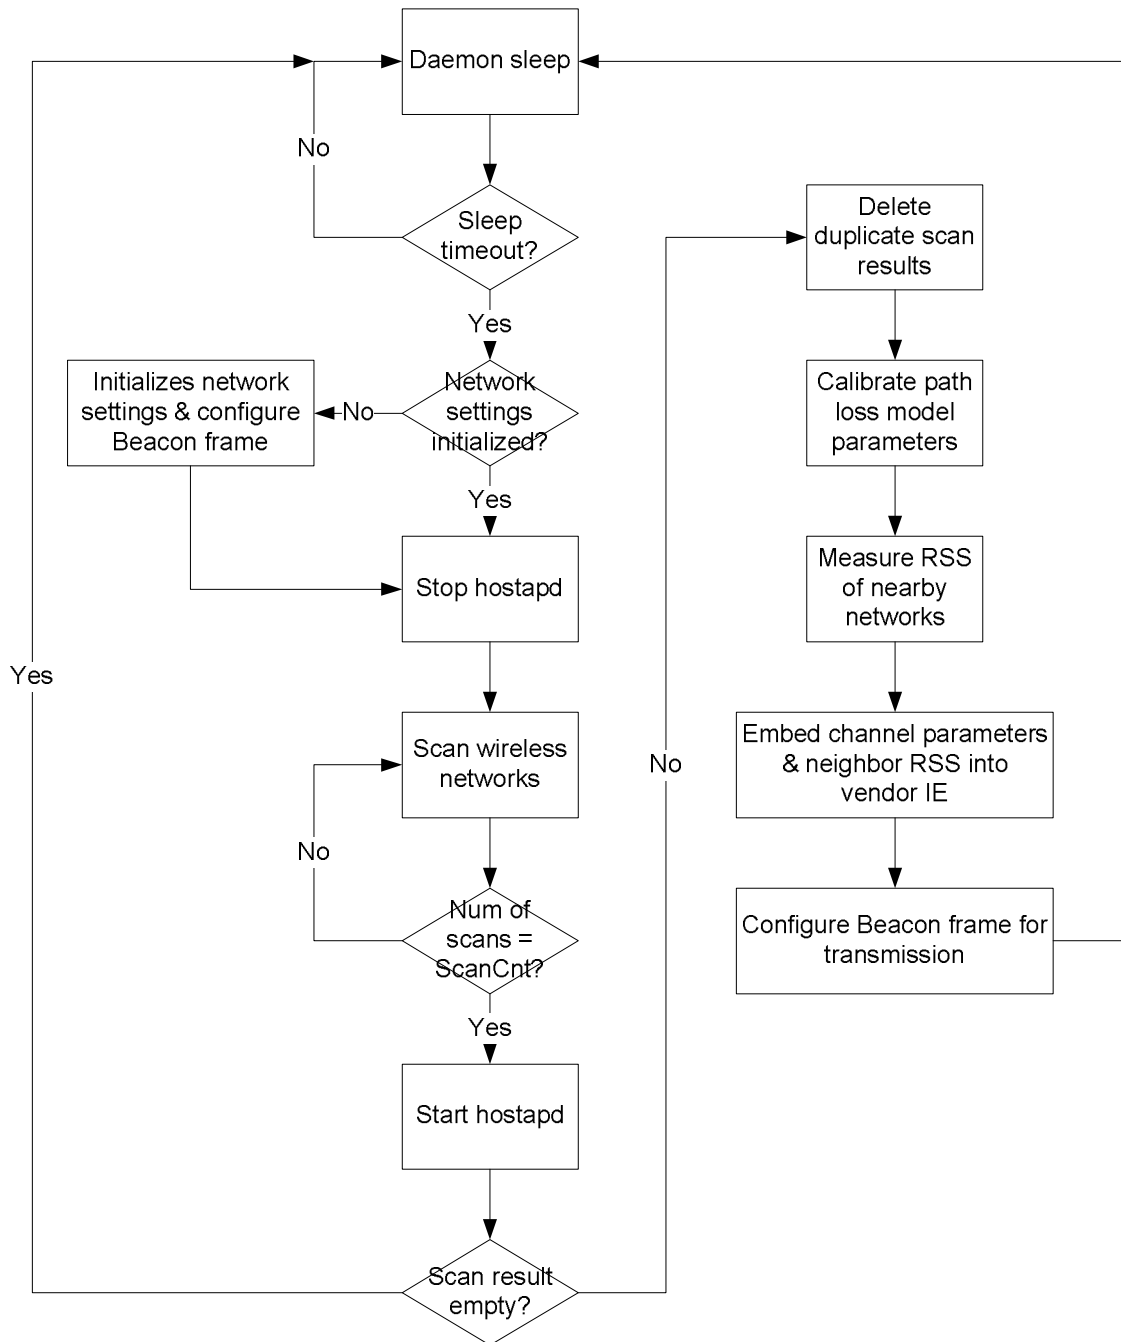 Daemon sleep
No
Sleep
timeout?
Yes
Initializes network
settings & configure
Beacon frame
No
Network
settings
initialized?
Yes
Stop hostapd
Yes
Scan wireless
networks
No
Num of
scans =
ScanCnt?
Yes
Start hostapd
Scan result
empty?
No
Delete
duplicate scan
results
Calibrate path
loss model
parameters
Measure RSS
of nearby
networks
Embed channel parameters
& neighbor RSS into
vendor IE
Configure Beacon frame for
transmission